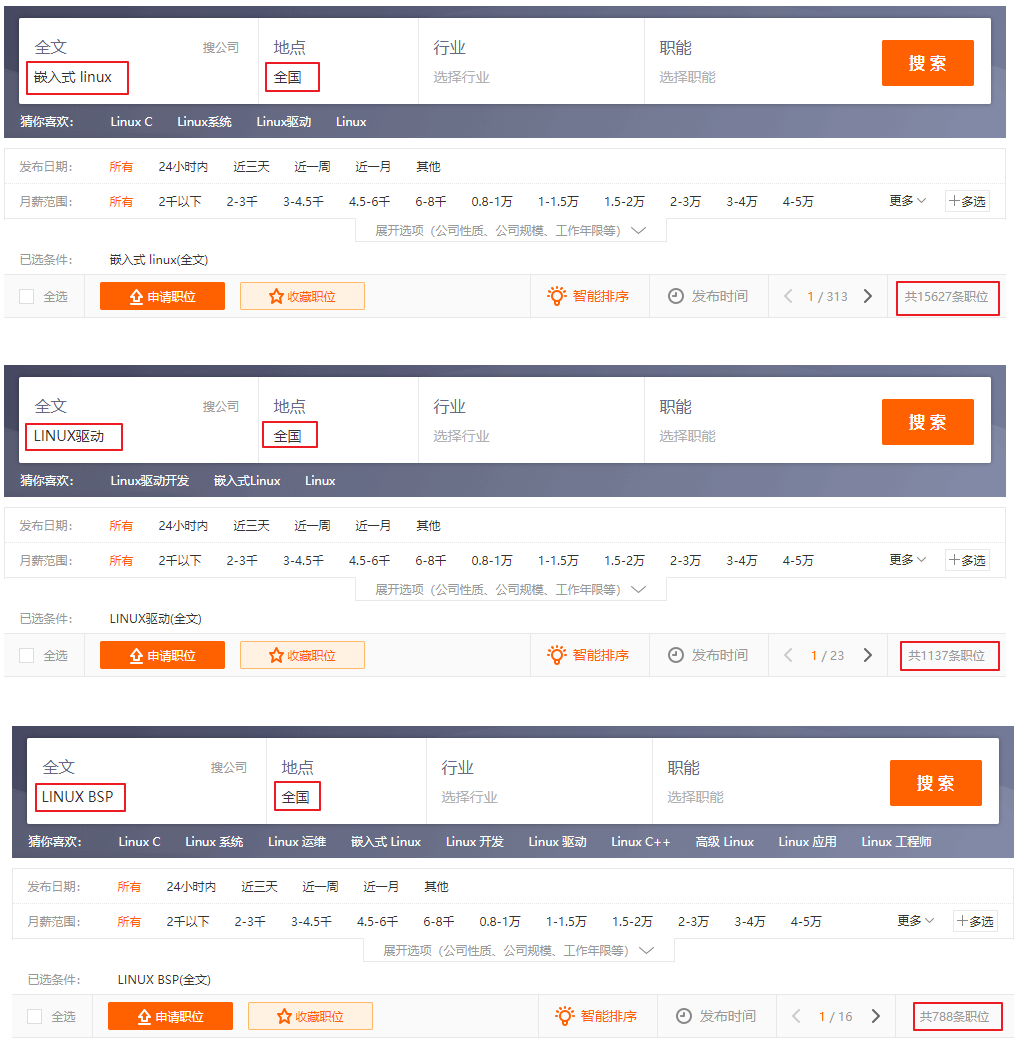 全文 搜公司 地点 行业 职能
嵌入式 linux 全国 选择行业 选择职能 搜 索
猜你喜欢： Linux C Linux系统 Linux驱动 Linux
发布日期： 所有 24小时内 近三天 近一周 近一月 其他
月薪范围： 所有 2千以下 2-3千 3-4.5千 4.5-6千 6-8千 0.8-1万 1-1.5万 1.5-2万 2-3万 3-4万 4-5万 更多 多选
展开选项（公司性质、公司规模、工作年限等）
已选条件： 嵌入式 linux(全文)
全选 申请职位 收藏职位 智能排序 发布时间 1 / 313 共15627条职位
全文 搜公司 地点 行业 职能
LINUX驱动 全国 选择行业 选择职能 搜 索
猜你喜欢： Linux驱动开发 嵌入式Linux Linux
发布日期： 所有 24小时内 近三天 近一周 近一月 其他
月薪范围： 所有 2千以下 2-3千 3-4.5千 4.5-6千 6-8千 0.8-1万 1-1.5万 1.5-2万 2-3万 3-4万 4-5万 更多 多选
展开选项（公司性质、公司规模、工作年限等）
已选条件： LINUX驱动(全文)
全选 申请职位 收藏职位 智能排序 发布时间 1 / 23 共1137条职位
全文 搜公司 地点 行业 职能
LINUX BSP 全国 选择行业 选择职能 搜 索
猜你喜欢： Linux C Linux 系统 Linux 运维 嵌入式 Linux Linux 开发 Linux 驱动 Linux C++ 高级 Linux Linux 应用 Linux 工程师
发布日期： 所有 24小时内 近三天 近一周 近一月 其他
月薪范围： 所有 2千以下 2-3千 3-4.5千 4.5-6千 6-8千 0.8-1万 1-1.5万 1.5-2万 2-3万 3-4万 4-5万 更多 多选
展开选项（公司性质、公司规模、工作年限等）
已选条件： LINUX BSP(全文)
全选 申请职位 收藏职位 智能排序 发布时间 1 / 16 共788条职位